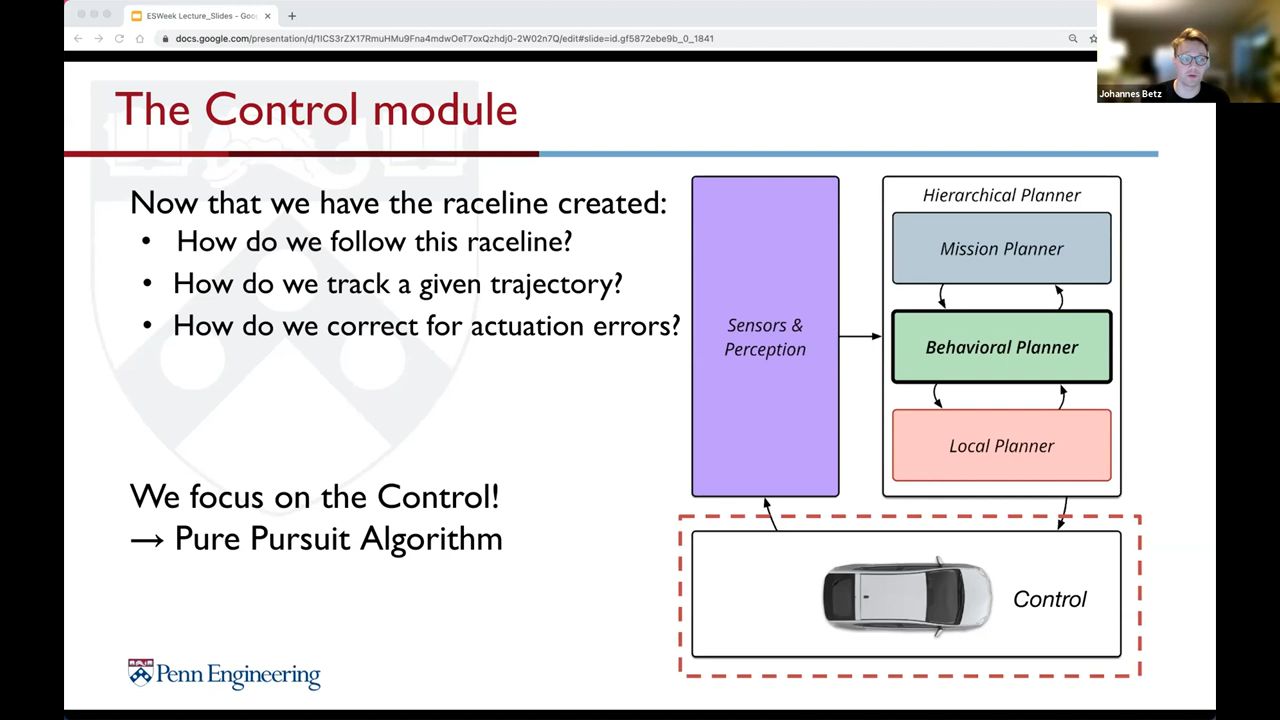 ESWeek Lecture_Slides - Goo
docs.google.com/presentation/d/1ICS3rZX17RmuHMu9Fna4mdwOeT7oxQzhdj0-2W02n7Q/edit#slide=id.gf5872ebe9b_0_1841
Johannes Betz
The Control module
Now that we have the raceline created:
• How do we follow this raceline?
• How do we track a given trajectory?
• How do we correct for actuation errors?
We focus on the Control!
→ Pure Pursuit Algorithm
Sensors &
Perception
Hierarchical Planner
Mission Planner
Behavioral Planner
Local Planner
Control
Penn Engineering